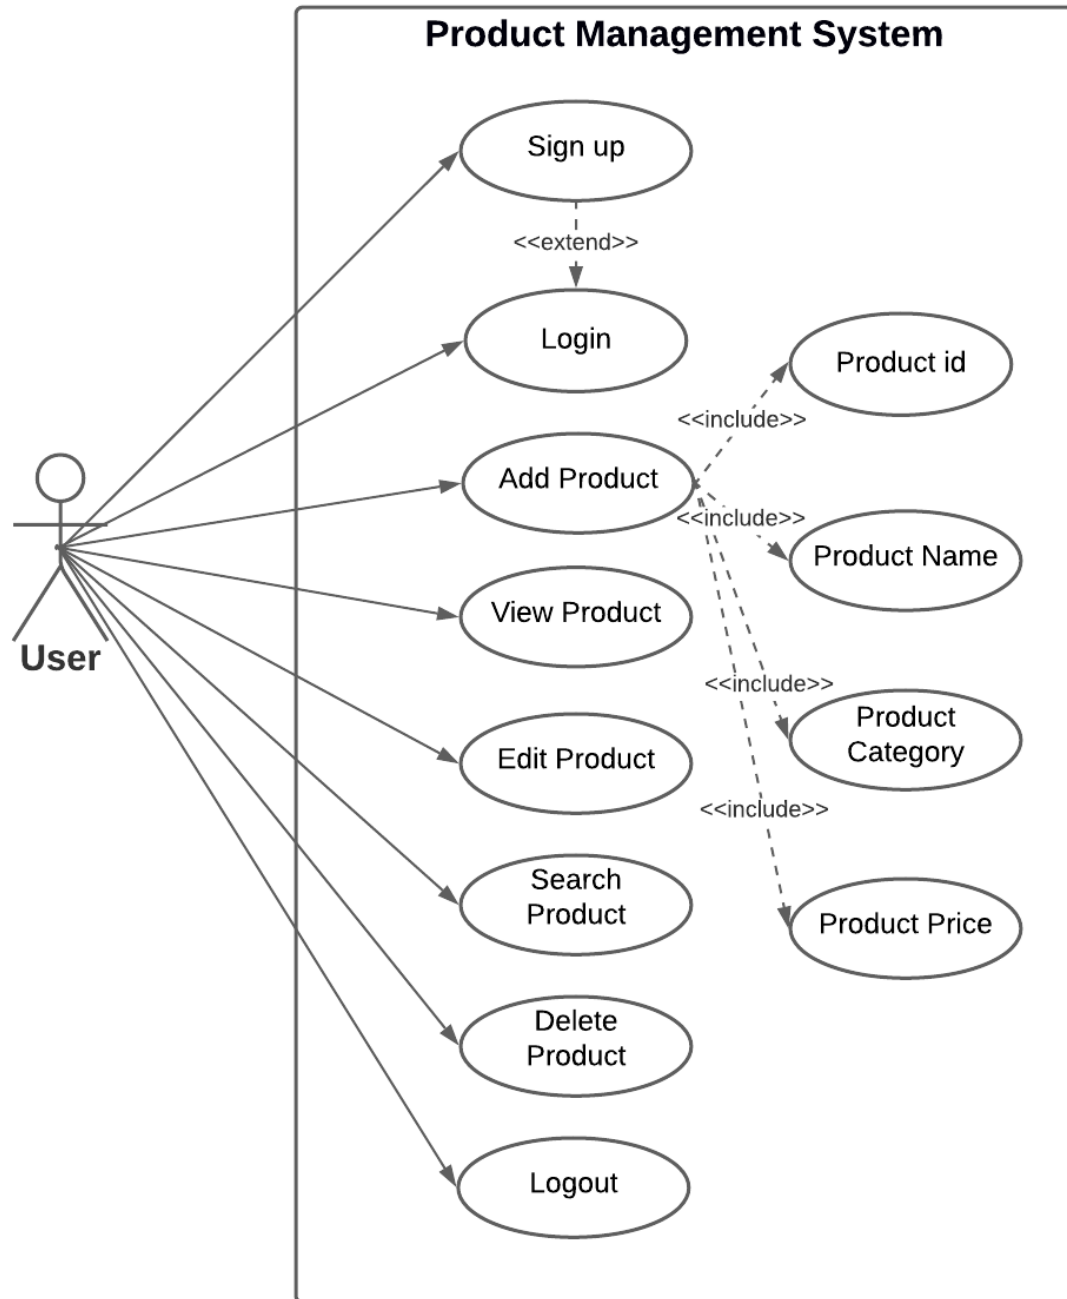 Product Management System
Sign up
<<extend>>
Login
Product id
<<include>>
Add Product
<<include>>
Product Name
View Product
User
<<include>>
Product
Category
Edit Product
<<include>>
Search
Product
Product Price
Delete
Product
Logout